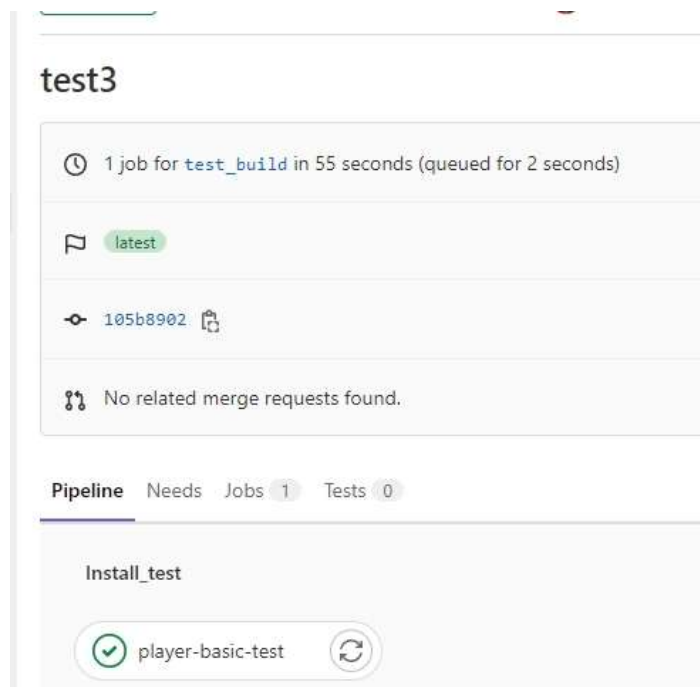 test3
1 job for test_build in 55 seconds (queued for 2 seconds)
latest
105b8902
No related merge requests found.
Pipeline Needs Jobs 1 Tests 0
Install_test
player-basic-test